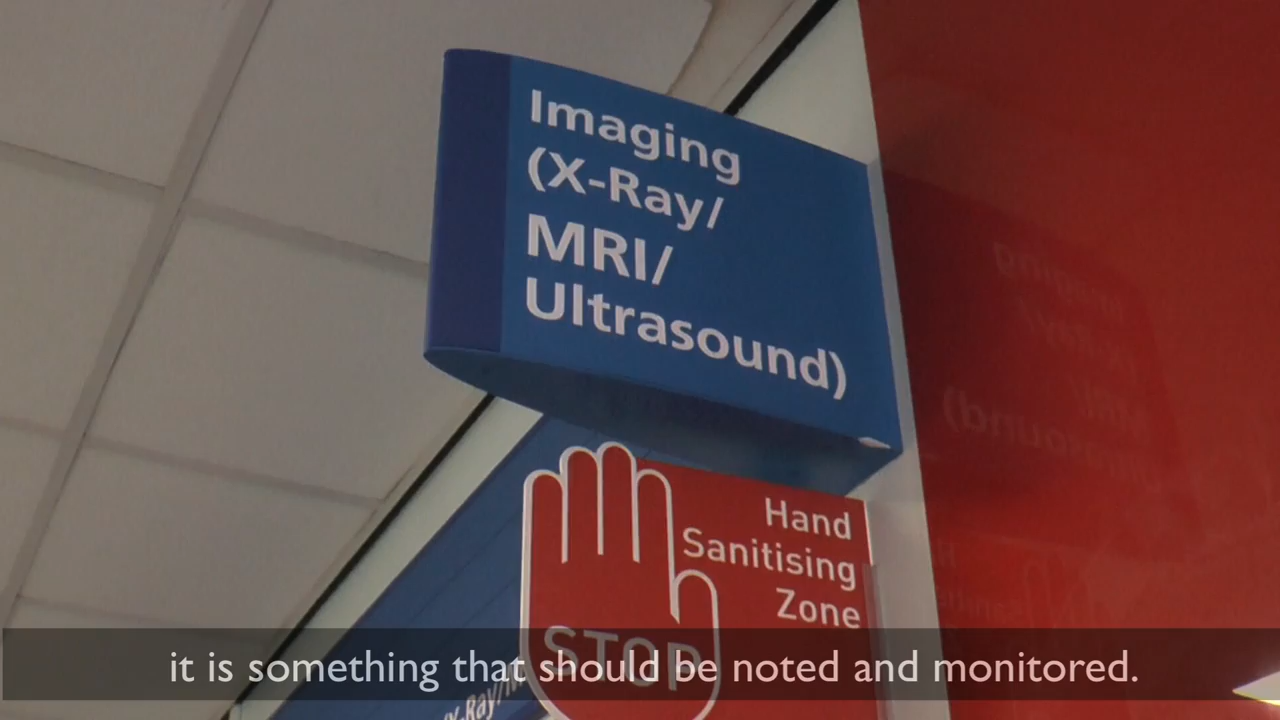 Imaging
(X-Ray/
MRI/
Ultrasound)
Hand
Sanitising
Zone
STOP
it is something that should be noted and monitored.